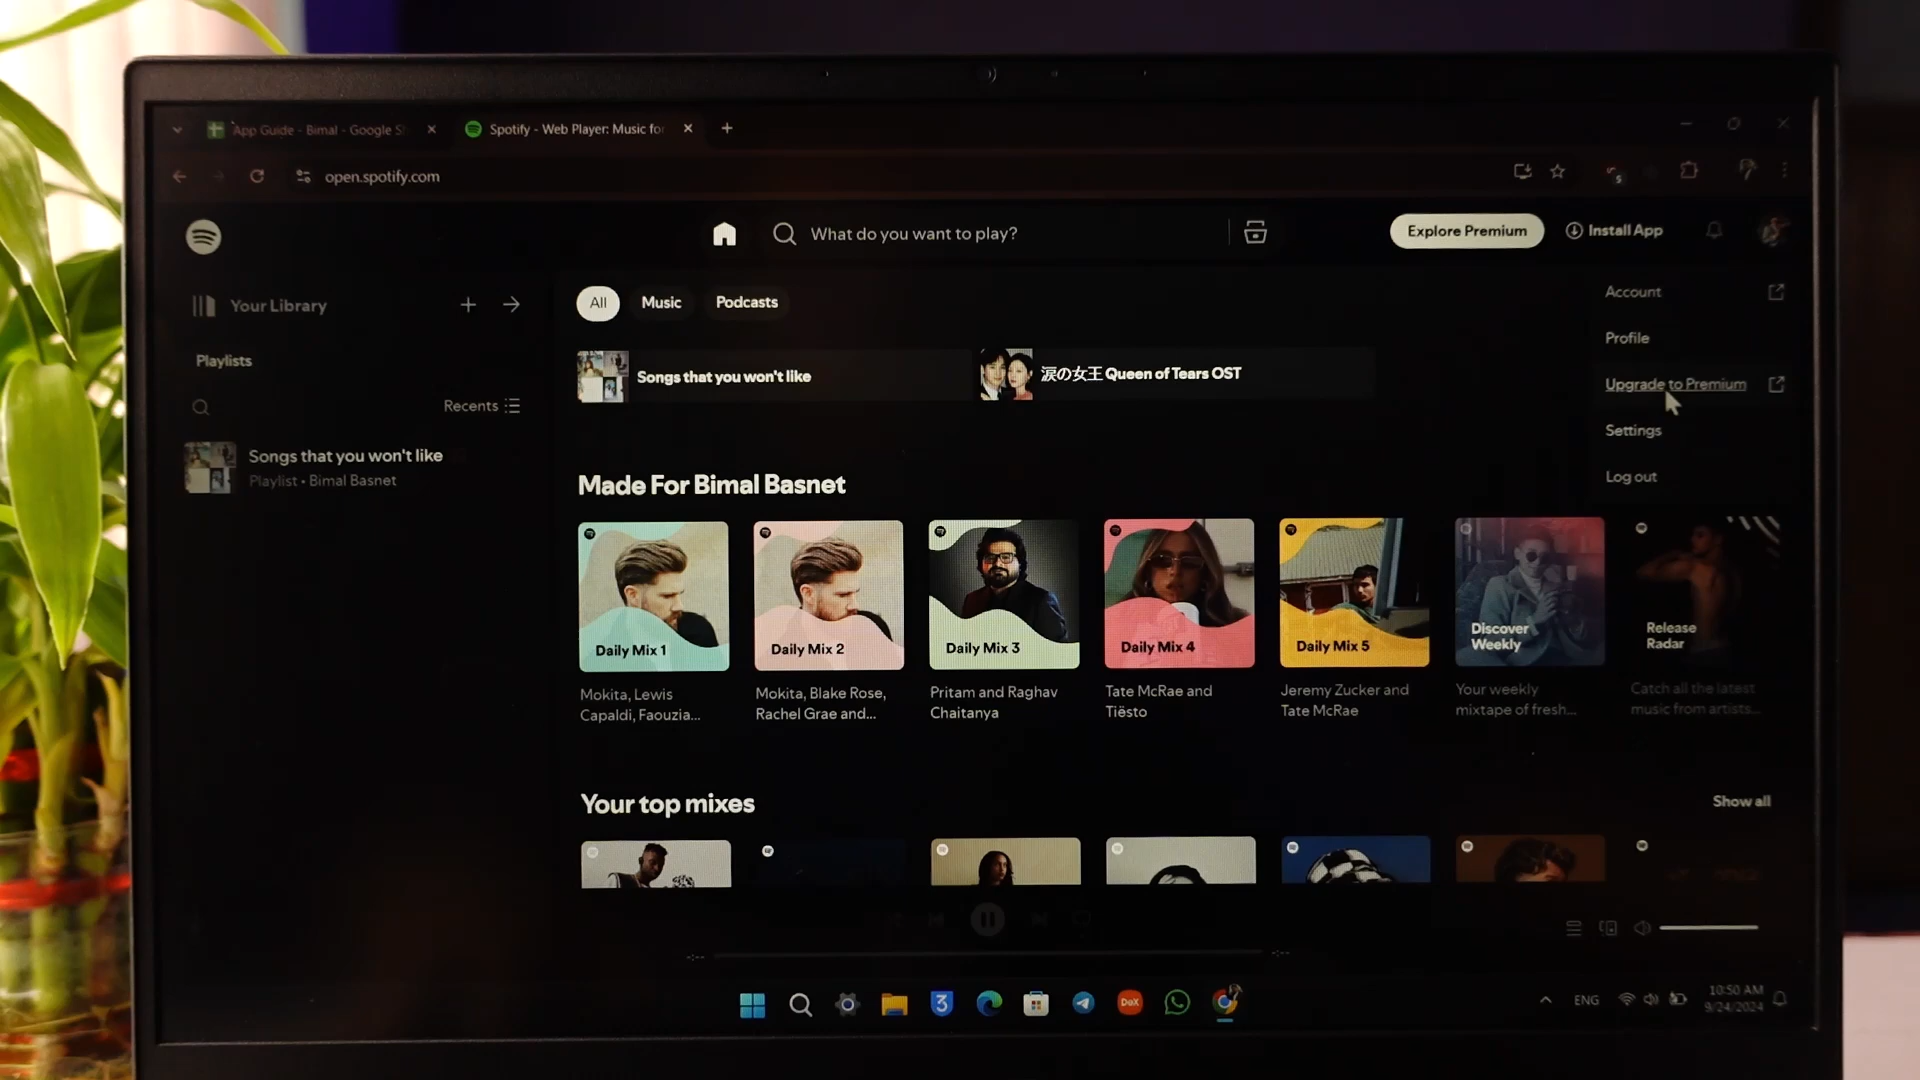 App Guide - Bimal - Google S
Spotify - Web Player: Music for
open.spotify.com
What do you want to play?
Explore Premium
Install App
Your Library
All
Music
Podcasts
Account
Profile
Upgrade to Premium
Settings
Log out
Playlists
Recents
Songs that you won't like
Playlist • Bimal Basnet
Songs that you won't like
涙の女王 Queen of Tears OST
Made For Bimal Basnet
Daily Mix 1
Daily Mix 2
Daily Mix 3
Daily Mix 4
Daily Mix 5
Discover
Weekly
Release
Radar
Mokita, Lewis
Capaldi, Faouzia...
Mokita, Blake Rose,
Rachel Grae and...
Pritam and Raghav
Chaitanya
Tate McRae and
Tiësto
Jeremy Zucker and
Tate McRae
Your weekly
mixtape of fresh...
Catch all the latest
music from artists...
Your top mixes
Show all
-:--
-:--
3
DoX
ENG
10:50 AM
9/24/2024